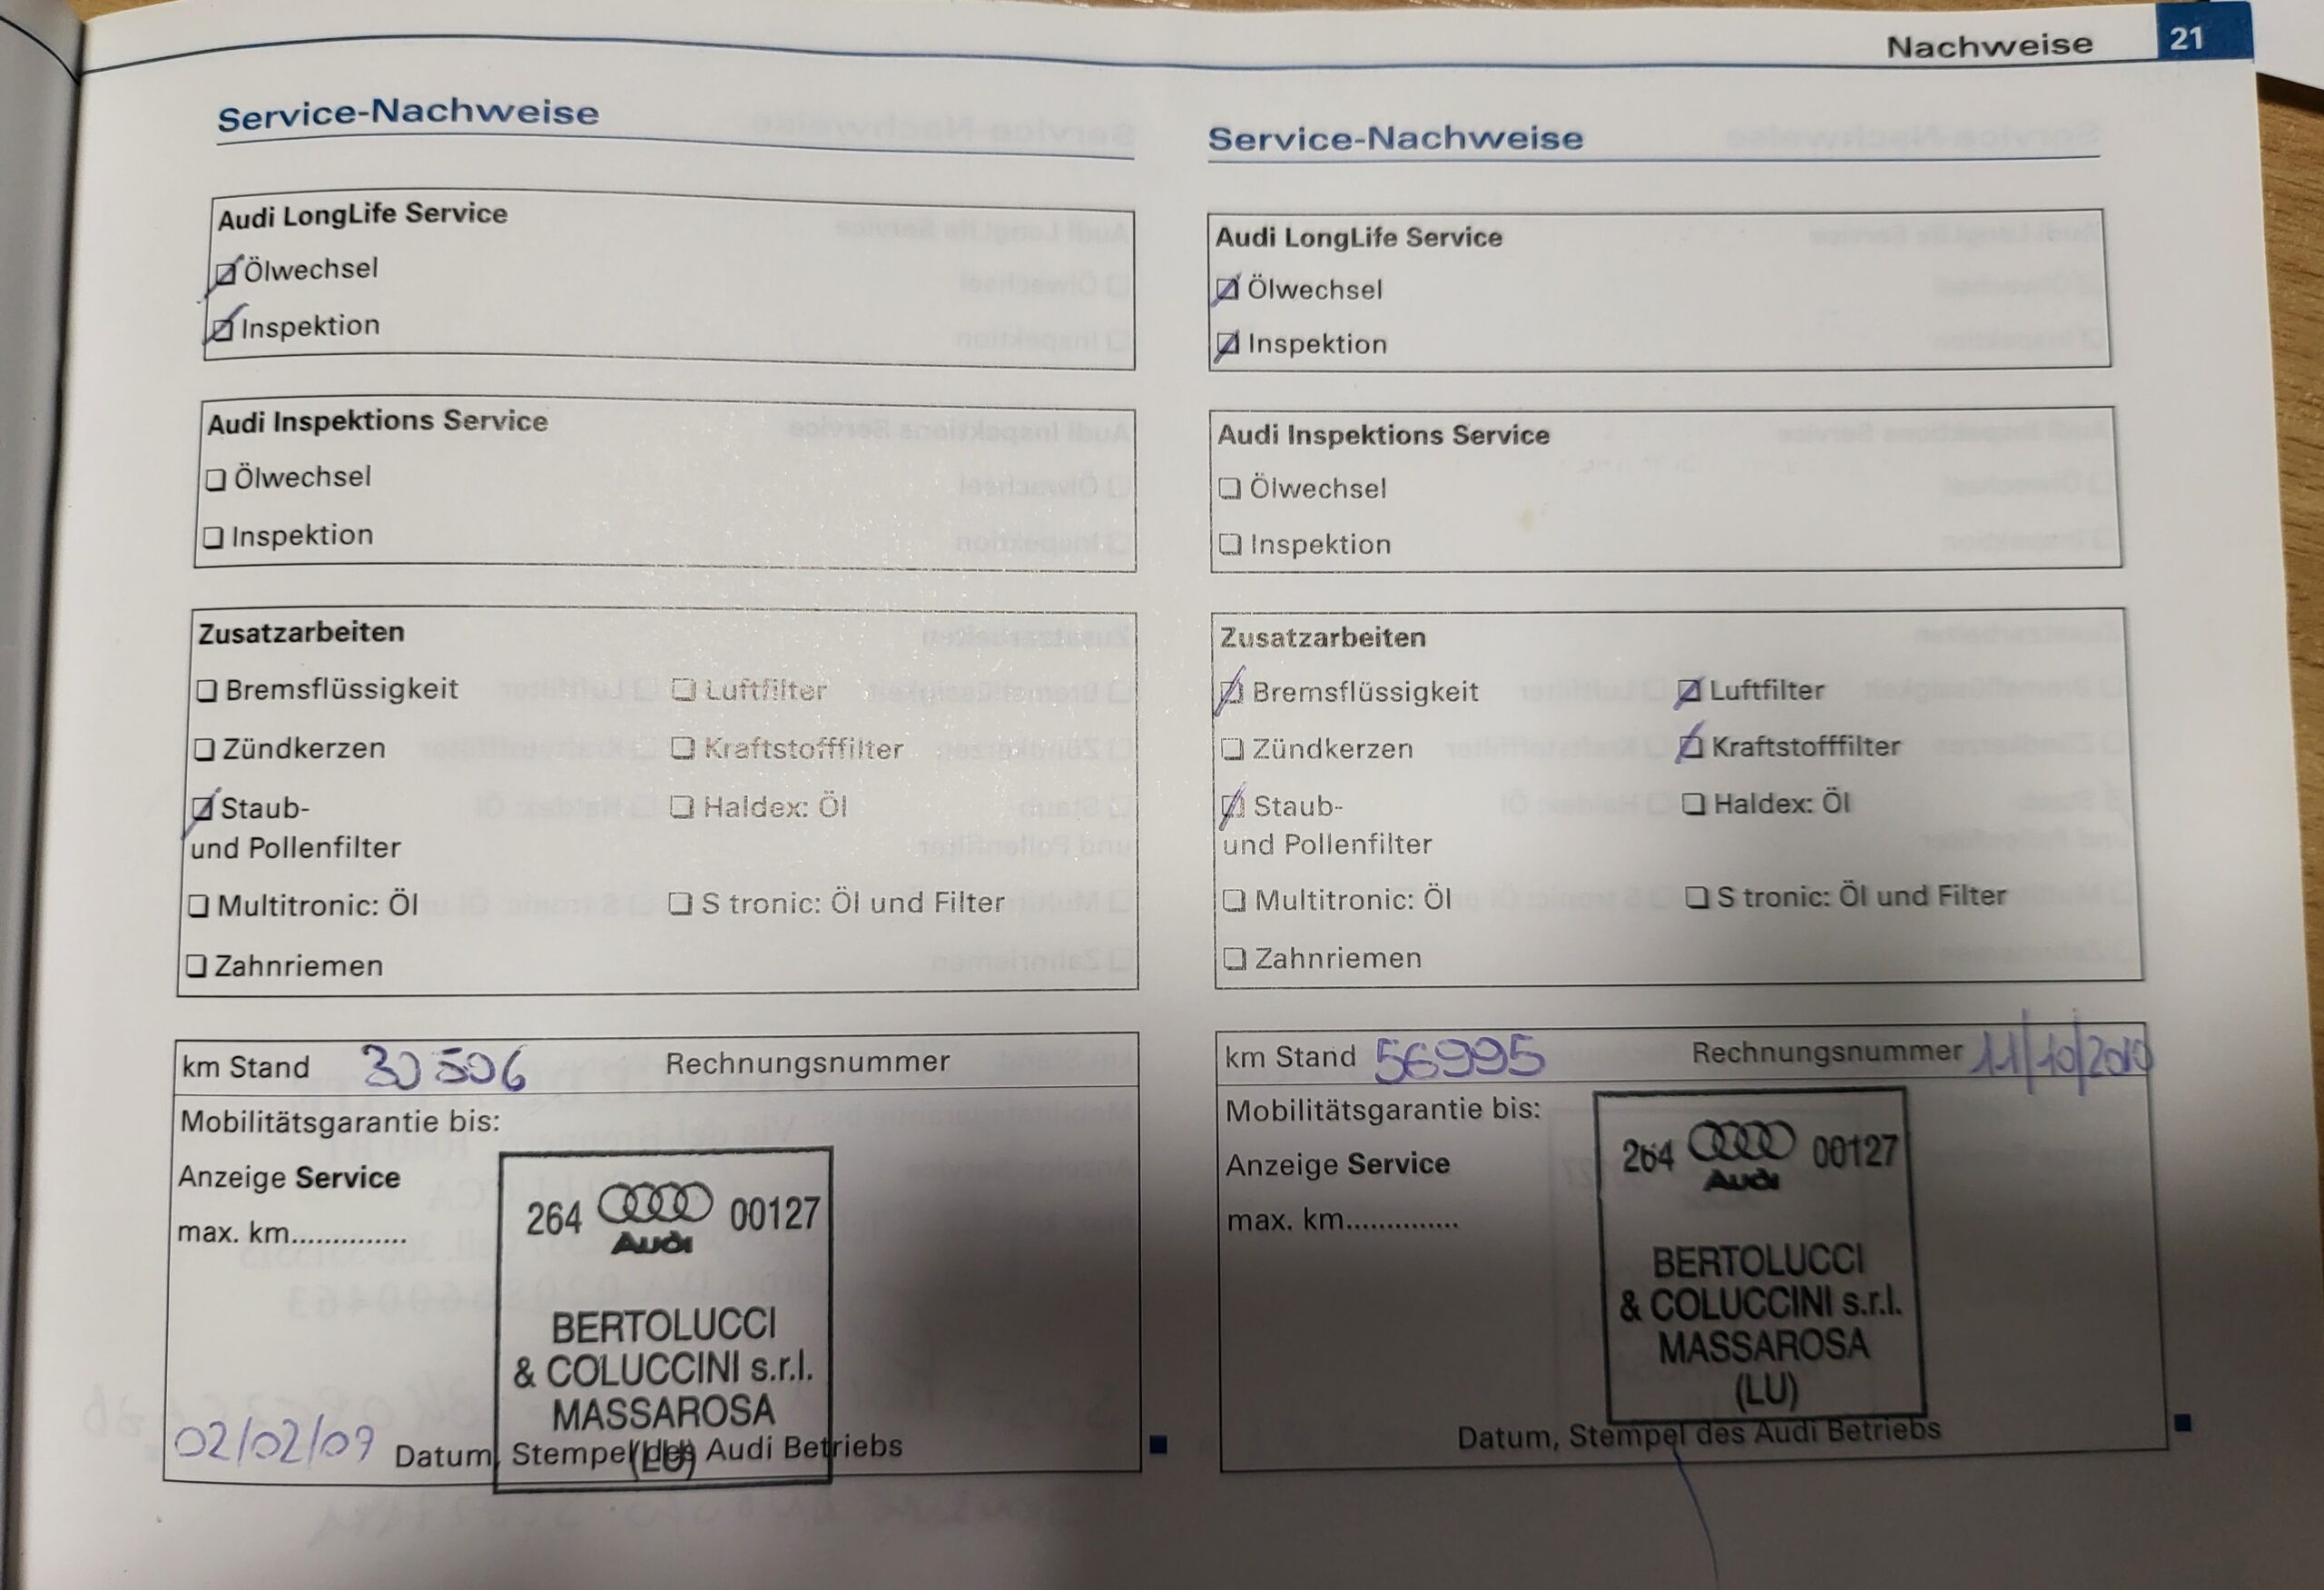 Nachweise 21
Service-Nachweise
Audi LongLife Service
Ölwechsel
Inspektion
Audi Inspektions Service
Ölwechsel
Inspektion
Zusatzarbeiten
Bremsflüssigkeit Luftfilter
Zündkerzen Kraftstofffilter
Staub- Haldex: Öl
und Pollenfilter
Multitronic: Öl S tronic: Öl und Filter
Zahnriemen
km Stand 30506 Rechnungsnummer
Mobilitätsgarantie bis:
Anzeige Service
max. km..............
264 Audi 00127
BERTOLUCCI
& COLUCCINI s.r.l.
MASSAROSA
(LU)
02/02/09 Datum, Stempel des Audi Betriebs
Service-Nachweise
Audi LongLife Service
Ölwechsel
Inspektion
Audi Inspektions Service
Ölwechsel
Inspektion
Zusatzarbeiten
Bremsflüssigkeit Luftfilter
Zündkerzen Kraftstofffilter
Staub- Haldex: Öl
und Pollenfilter
Multitronic: Öl S tronic: Öl und Filter
Zahnriemen
km Stand 56995 Rechnungsnummer 11/10/2010
Mobilitätsgarantie bis:
Anzeige Service
max. km..............
264 Audi 00127
BERTOLUCCI
& COLUCCINI s.r.l.
MASSAROSA
(LU)
Datum, Stempel des Audi Betriebs